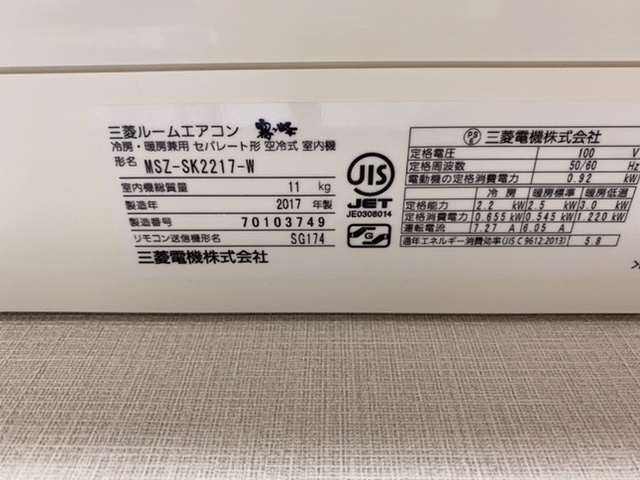 三菱ルームエアコン 霧ヶ峰
冷房・暖房兼用 セパレート形 空冷式 室内機
形名 MSZ-SK2217-W
室内機総質量 11 kg
製造年 2017 年製
製造番号 70103749
リモコン送信機形名 SG174
三菱電機株式会社
JIS
JET
JE0308014
S
PS
E
三菱電機株式会社
定格電圧 100 V
定格周波数 50/60 Hz
電動機の定格消費電力 0.92 kW
冷房 暖房標準 暖房低温
定格能力 2.2 kW 2.5 kW 3.0 kW
定格消費電力 0.655 kW 0.545 kW 1.220 kW
運転電流 7.27 A 6.05 A
通年エネルギー消費効率(JIS C 9612:2013) 5.8